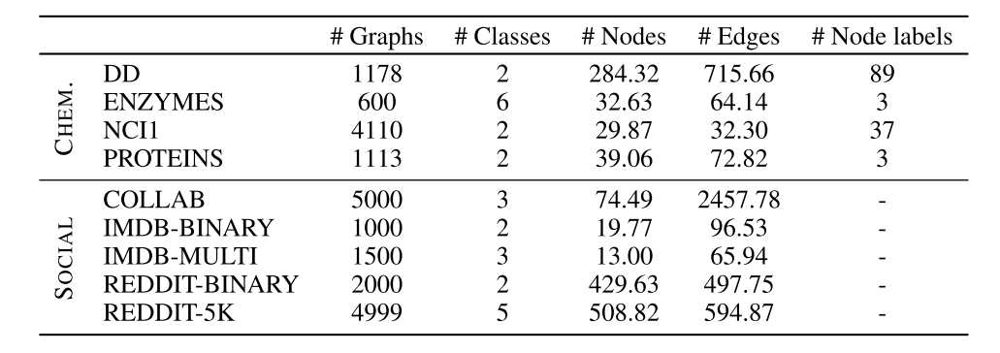 # Graphs # Classes # Nodes # Edges # Node labels
CHEM.
DD 1178 2 284.32 715.66 89
ENZYMES 600 6 32.63 64.14 3
NCI1 4110 2 29.87 32.30 37
PROTEINS 1113 2 39.06 72.82 3
SOCIAL
COLLAB 5000 3 74.49 2457.78 -
IMDB-BINARY 1000 2 19.77 96.53 -
IMDB-MULTI 1500 3 13.00 65.94 -
REDDIT-BINARY 2000 2 429.63 497.75 -
REDDIT-5K 4999 5 508.82 594.87 -